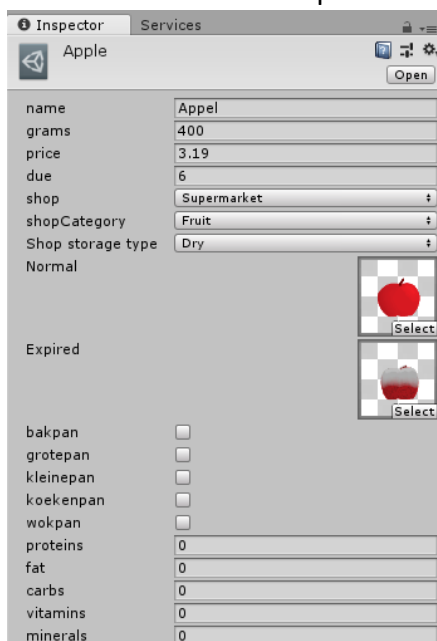 Inspector Services
Apple
Open
name Appel
grams 400
price 3.19
due 6
shop Supermarket
shopCategory Fruit
Shop storage type Dry
Normal
Select
Expired
Select
bakpan
grotepan
kleinepan
koekenpan
wokpan
proteins 0
fat 0
carbs 0
vitamins 0
minerals 0